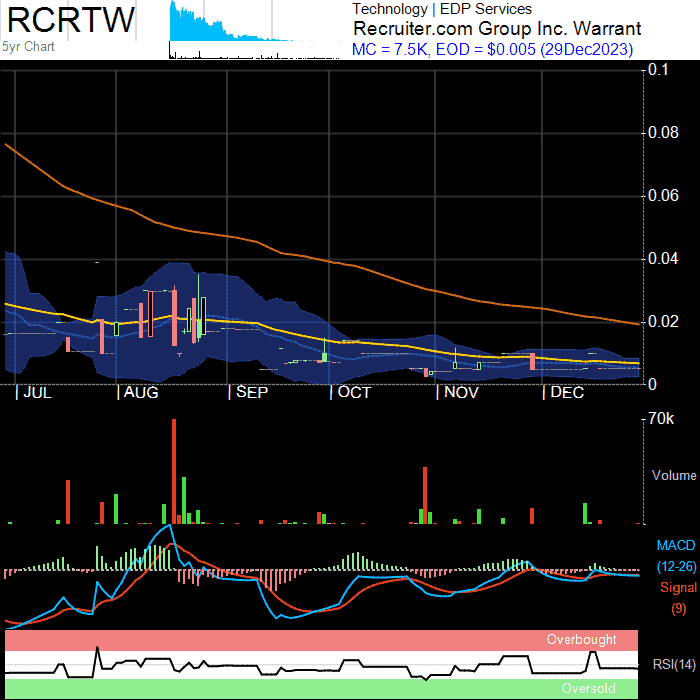 RCRTW
5yr Chart
Technology | EDP Services
Recruiter.com Group Inc. Warrant
MC = 7.5K, EOD = $0.005 (29Dec2023)
0.1
0.08
0.06
0.04
0.02
0
| JUL | AUG | SEP | OCT | NOV | DEC
70k
Volume
MACD
(12-26)
Signal
(9)
Overbought
RSI(14)
Oversold